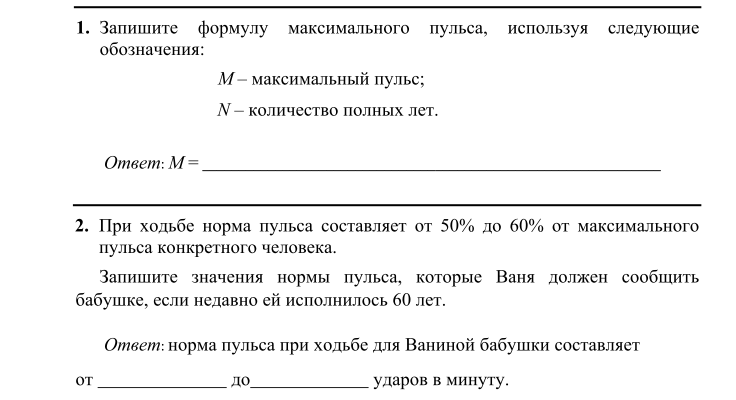 1. Запишите формулу максимального пульса, используя следующие
обозначения:
M – максимальный пульс;
N – количество полных лет.
Ответ: M = ______________________________________________
2. При ходьбе норма пульса составляет от 50% до 60% от максимального
пульса конкретного человека.
Запишите значения нормы пульса, которые Ваня должен сообщить
бабушке, если недавно ей исполнилось 60 лет.
Ответ: норма пульса при ходьбе для Ваниной бабушки составляет
от _____________ до____________ ударов в минуту.